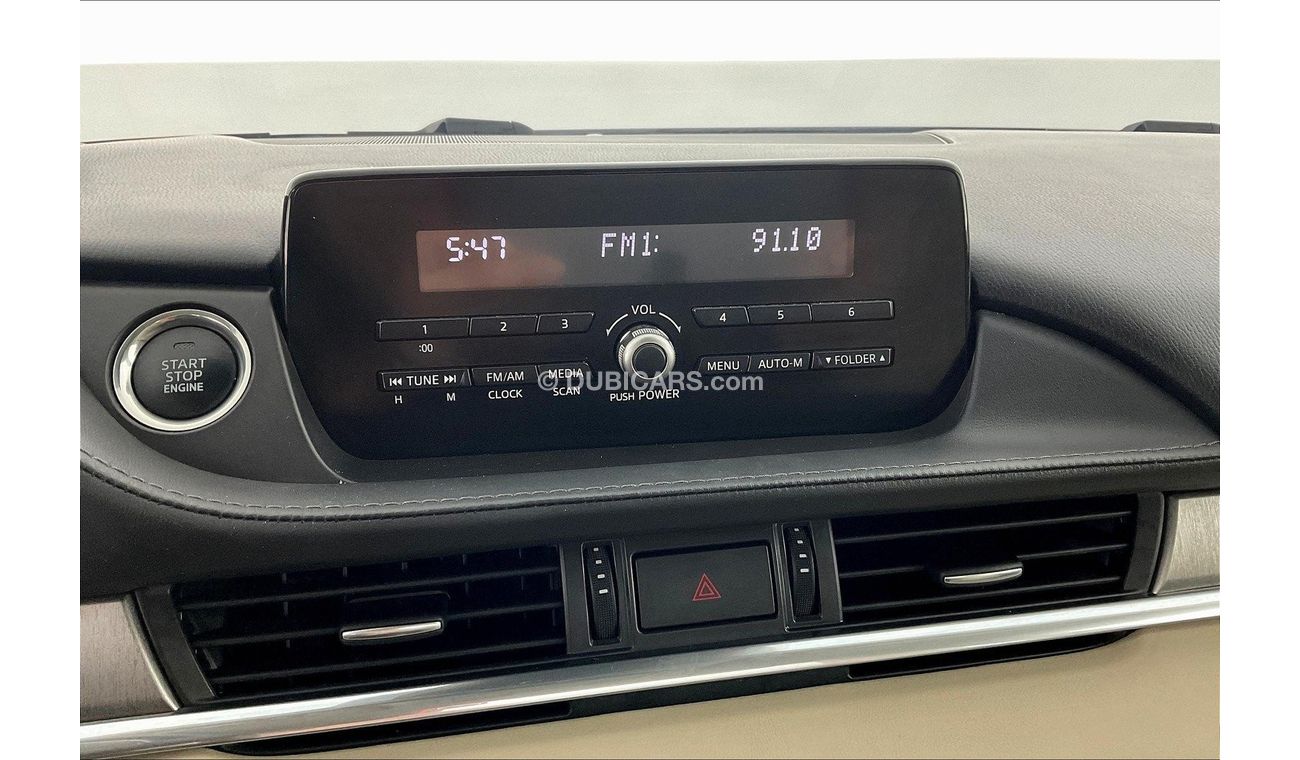 5:47 FM1: 91.10
VOL
1 2 3 4 5 6
:00
START
STOP
ENGINE
⏮ TUNE ⏭ FM/AM MEDIA MENU AUTO-M ▼ FOLDER ▲
H M CLOCK SCAN PUSH POWER
© DUBICARS.com